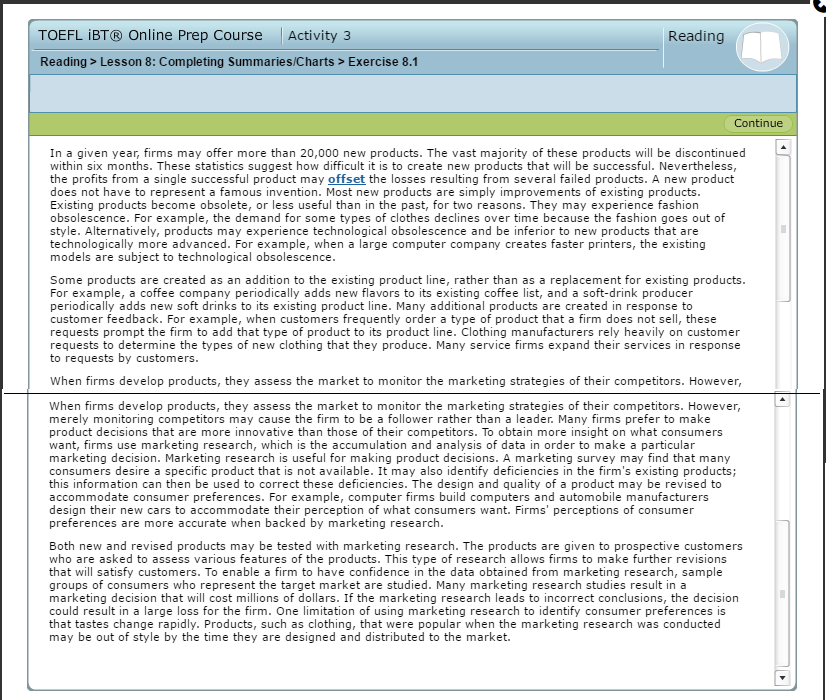 TOEFL iBT® Online Prep Course
Activity 3
Reading
Reading > Lesson 8: Completing Summaries/Charts > Exercise 8.1
Continue
In a given year, firms may offer more than 20,000 new products. The vast majority of these products will be discontinued
within six months. These statistics suggest how difficult it is to create new products that will be successful. Nevertheless,
the profits from a single successful product may offset the losses resulting from several failed products. A new product
does not have to represent a famous invention. Most new products are simply improvements of existing products.
Existing products become obsolete, or less useful than in the past, for two reasons. They may experience fashion
obsolescence. For example, the demand for some types of clothes declines over time because the fashion goes out of
style. Alternatively, products may experience technological obsolescence and be inferior to new products that are
technologically more advanced. For example, when a large computer company creates faster printers, the existing
models are subject to technological obsolescence.
Some products are created as an addition to the existing product line, rather than as a replacement for existing products.
For example, a coffee company periodically adds new flavors to its existing coffee list, and a soft-drink producer
periodically adds new soft drinks to its existing product line. Many additional products are created in response to
customer feedback. For example, when customers frequently order a type of product that a firm does not sell, these
requests prompt the firm to add that type of product to its product line. Clothing manufacturers rely heavily on customer
requests to determine the types of new clothing that they produce. Many service firms expand their services in response
to requests by customers.
When firms develop products, they assess the market to monitor the marketing strategies of their competitors. However,
When firms develop products, they assess the market to monitor the marketing strategies of their competitors. However,
merely monitoring competitors may cause the firm to be a follower rather than a leader. Many firms prefer to make
product decisions that are more innovative than those of their competitors. To obtain more insight on what consumers
want, firms use marketing research, which is the accumulation and analysis of data in order to make a particular
marketing decision. Marketing research is useful for making product decisions. A marketing survey may find that many
consumers desire a specific product that is not available. It may also identify deficiencies in the firm's existing products;
this information can then be used to correct these deficiencies. The design and quality of a product may be revised to
accommodate consumer preferences. For example, computer firms build computers and automobile manufacturers
design their new cars to accommodate their perception of what consumers want. Firms' perceptions of consumer
preferences are more accurate when backed by marketing research.
Both new and revised products may be tested with marketing research. The products are given to prospective customers
who are asked to assess various features of the products. This type of research allows firms to make further revisions
that will satisfy customers. To enable a firm to have confidence in the data obtained from marketing research, sample
groups of consumers who represent the target market are studied. Many marketing research studies result in a
marketing decision that will cost millions of dollars. If the marketing research leads to incorrect conclusions, the decision
could result in a large loss for the firm. One limitation of using marketing research to identify consumer preferences is
that tastes change rapidly. Products, such as clothing, that were popular when the marketing research was conducted
may be out of style by the time they are designed and distributed to the market.